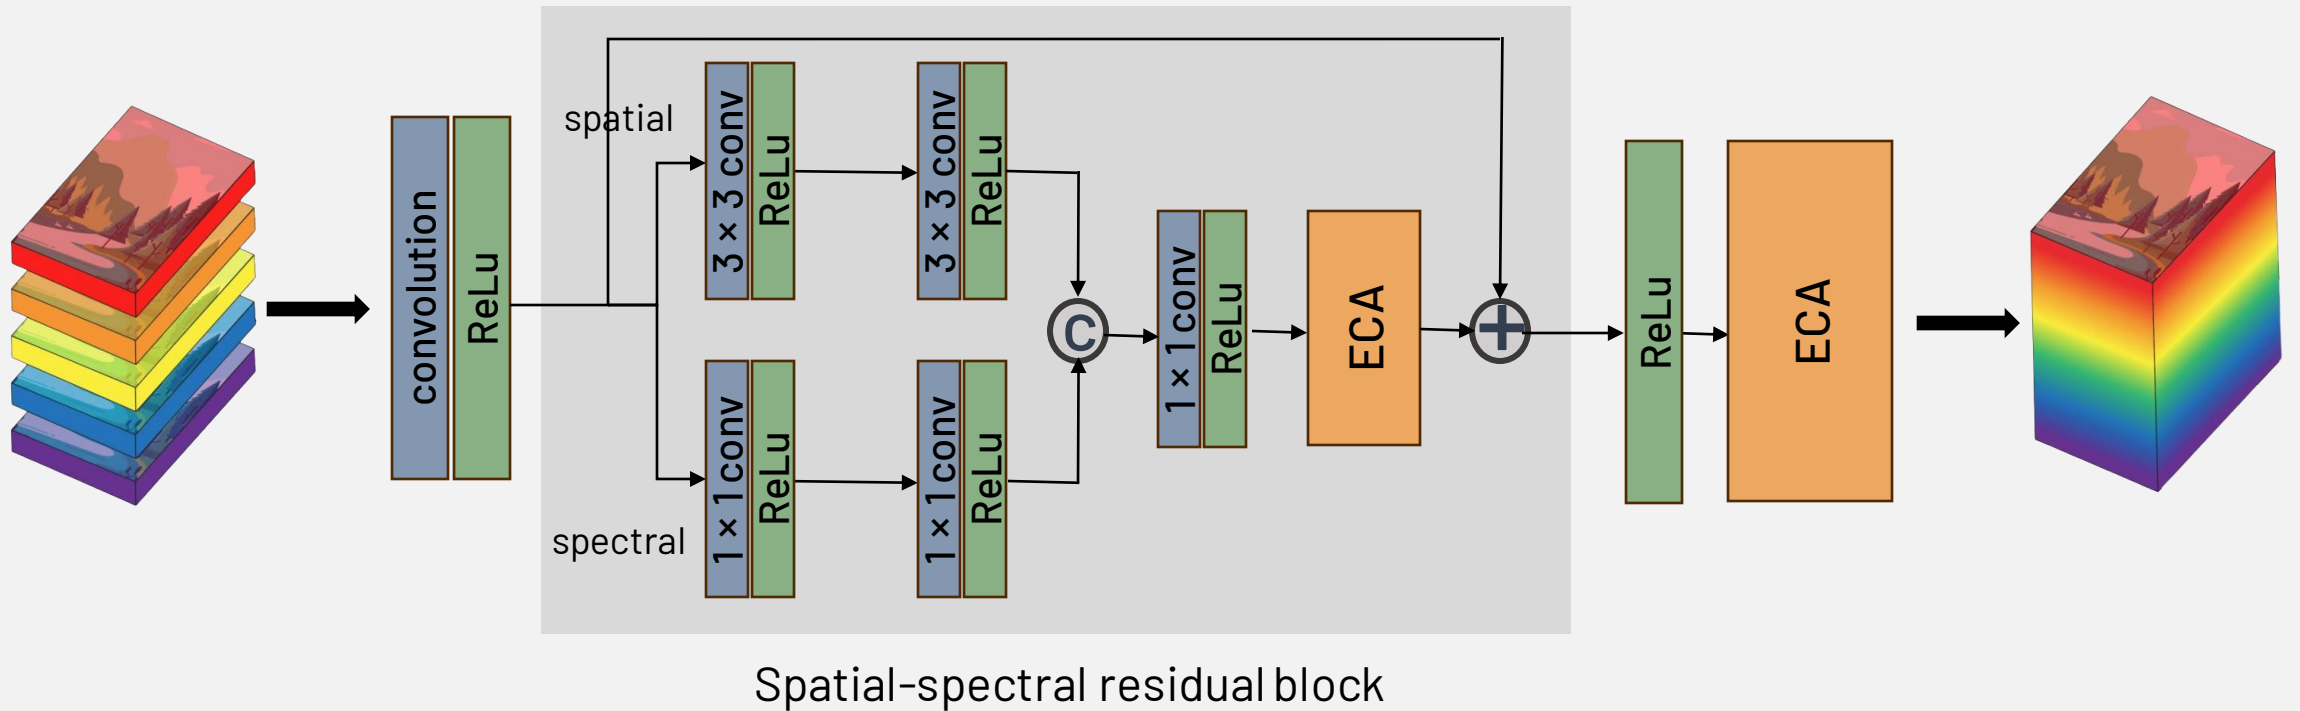 convolution
ReLu
spatial
3×3 conv
ReLu
3×3 conv
ReLu
spectral
1×1 conv
ReLu
1×1 conv
ReLu
C
1×1 conv
ReLu
ECA
+
ReLu
ECA
Spatial-spectral residual block